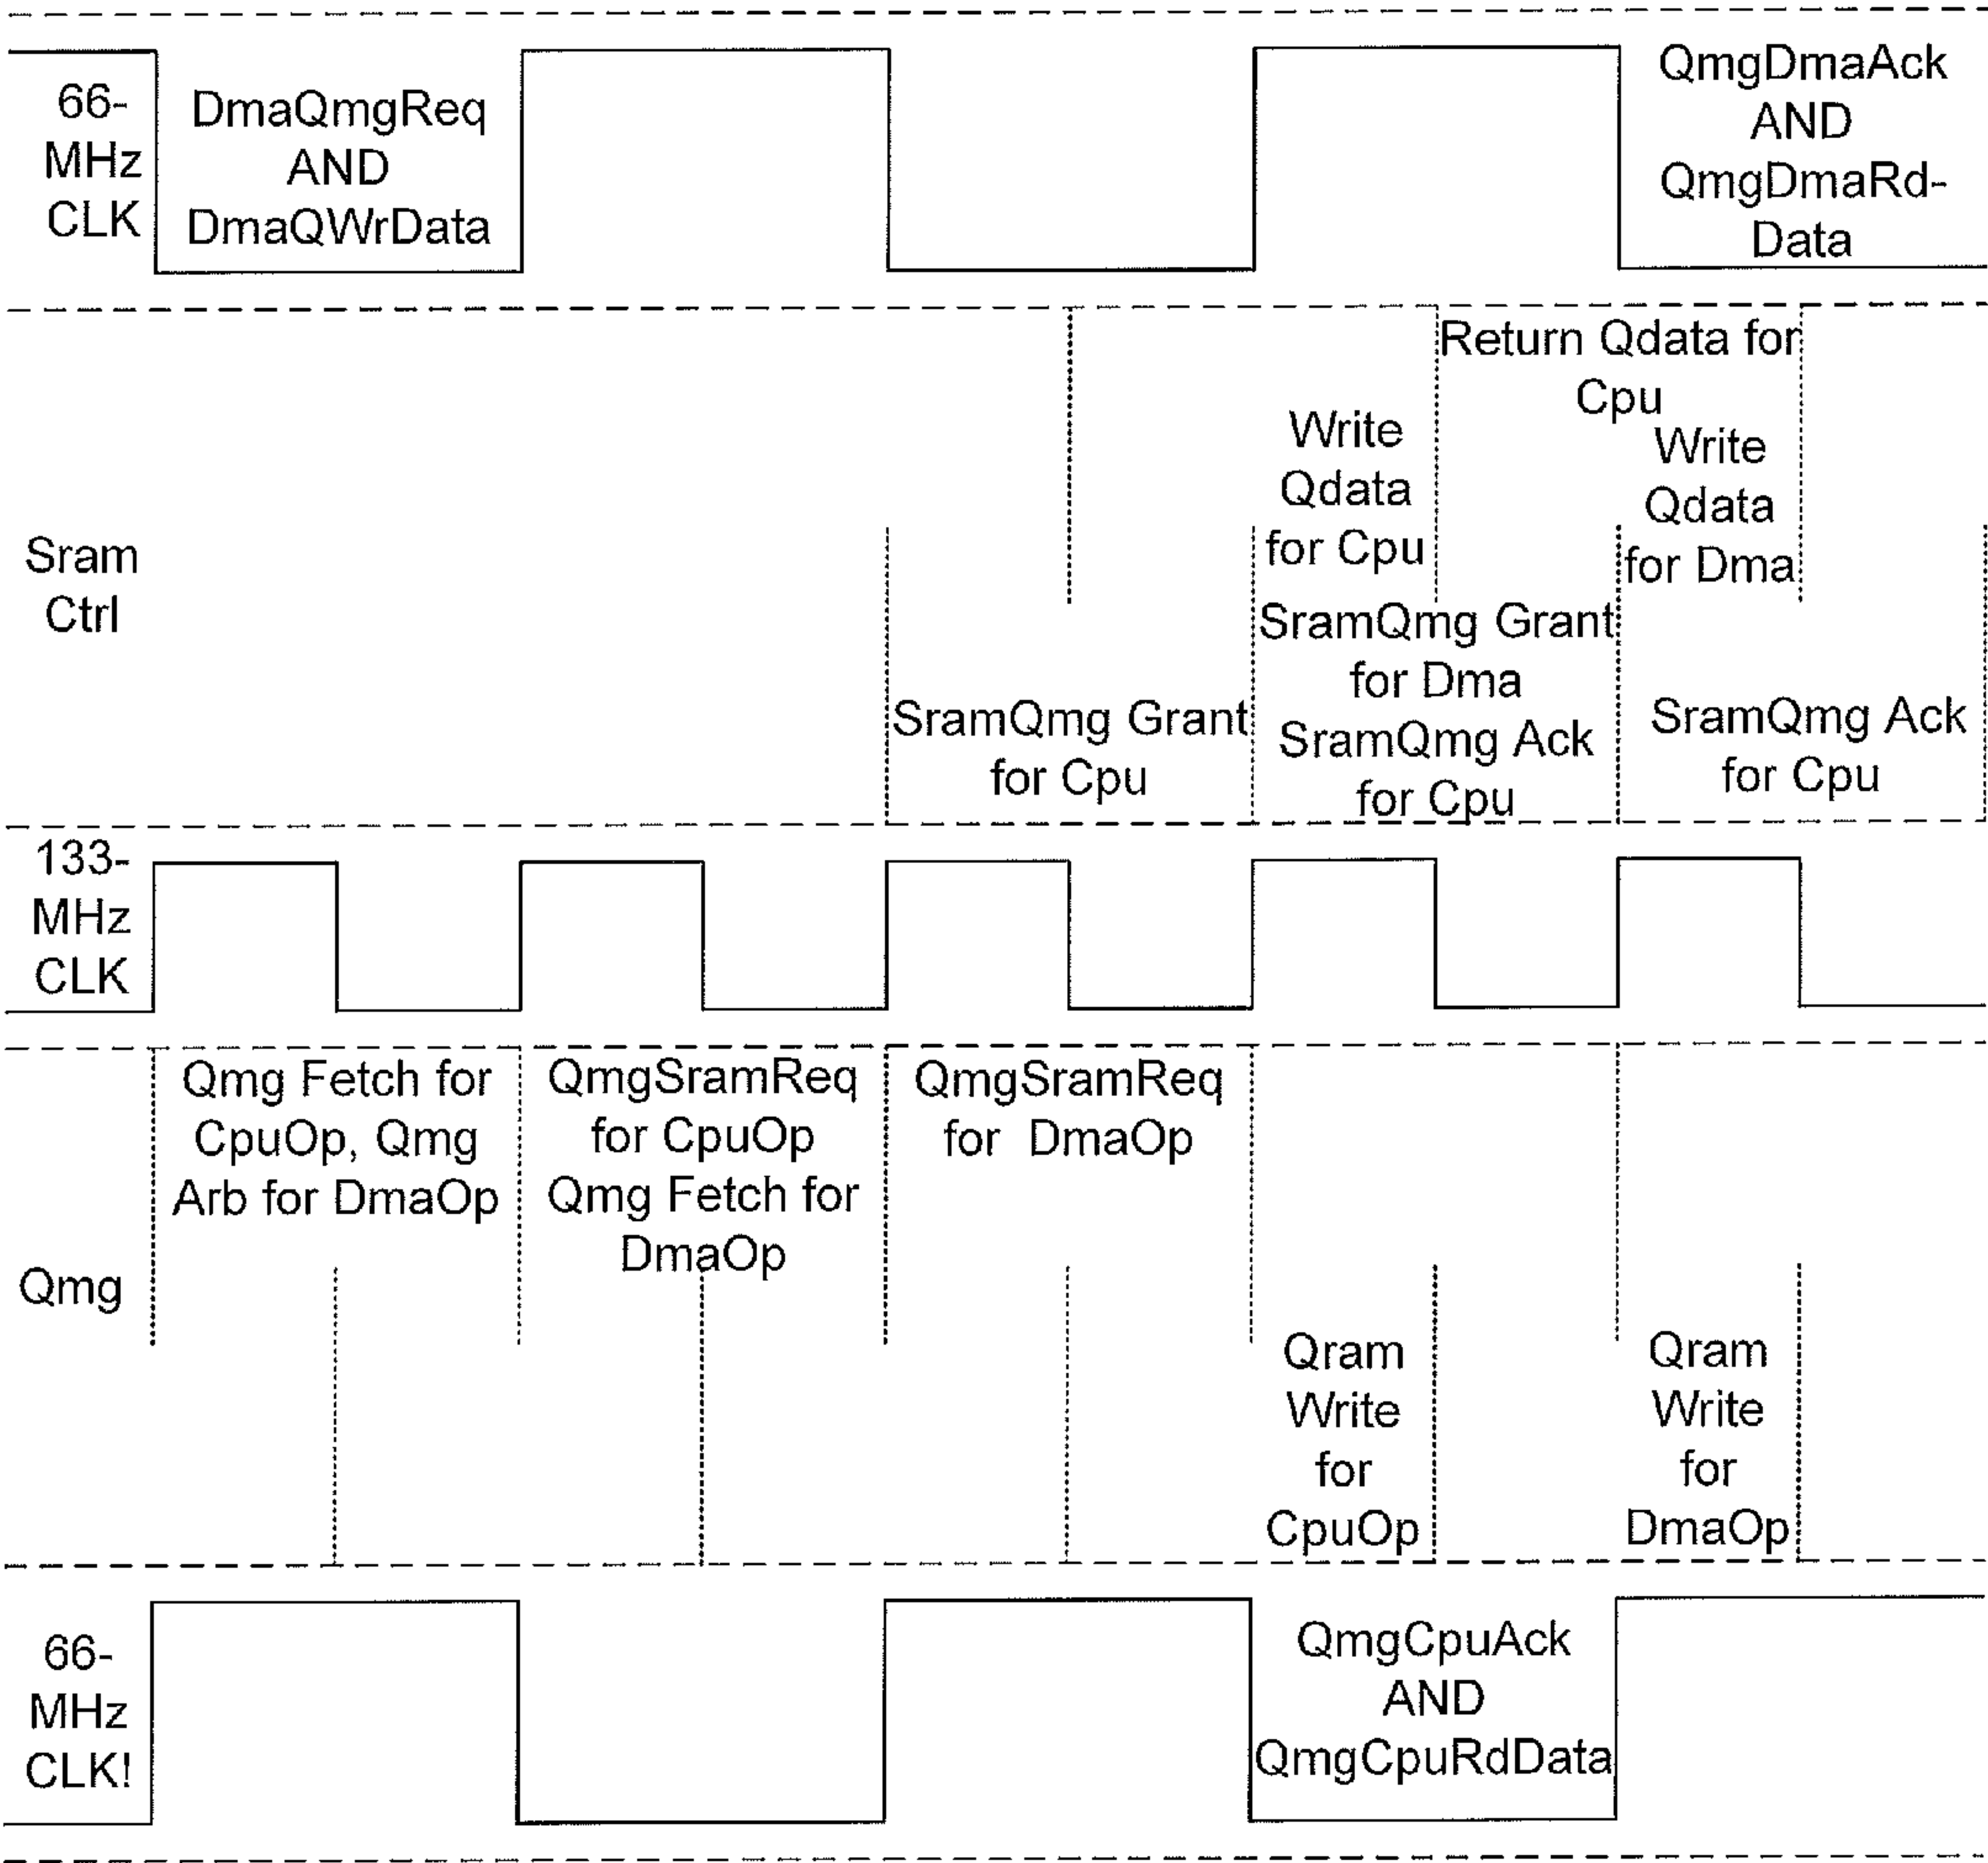 66-
MHz
CLK
DmaQmgReq
AND
DmaQWrData
QmgDmaAck
AND
QmgDmaRd-
Data
Sram
Ctrl
SramQmg Grant
for Cpu
Write
Qdata
for Cpu
SramQmg Grant
for Dma
SramQmg Ack
for Cpu
Return Qdata for
Cpu
Write
Qdata
for Dma
SramQmg Ack
for Cpu
133-
MHz
CLK
Qmg
Qmg Fetch for
CpuOp, Qmg
Arb for DmaOp
QmgSramReq
for CpuOp
Qmg Fetch for
DmaOp
QmgSramReq
for DmaOp
Qram
Write
for
CpuOp
Qram
Write
for
DmaOp
66-
MHz
CLK!
QmgCpuAck
AND
QmgCpuRdData